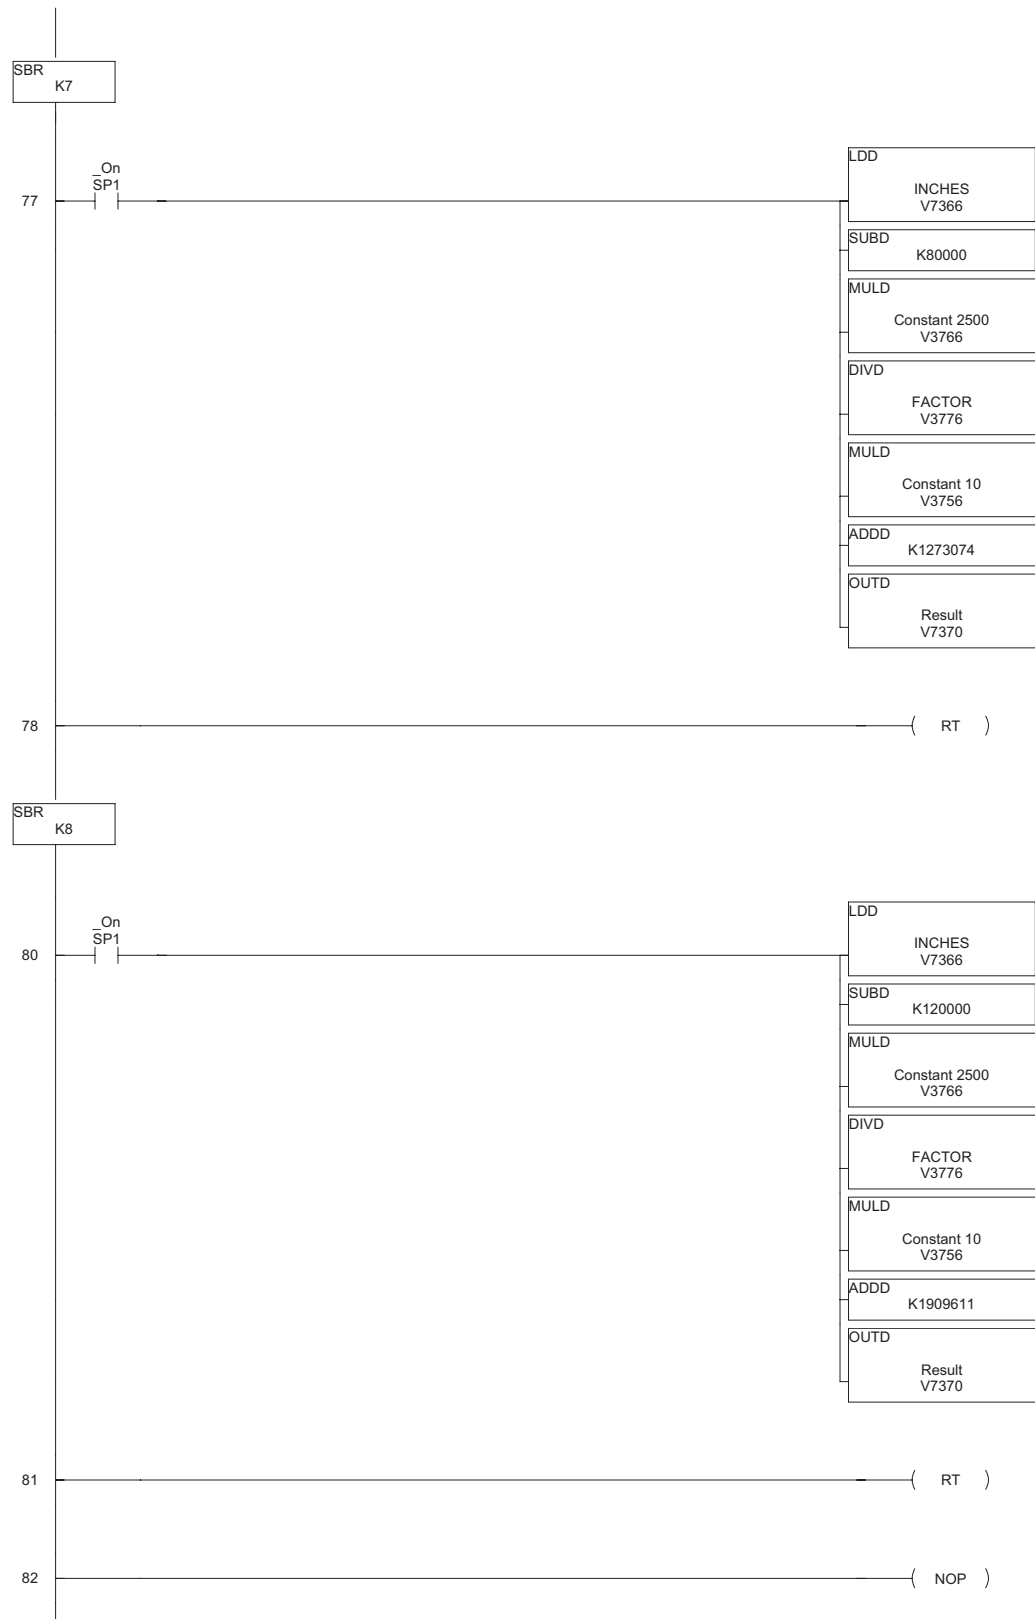 SBR
K7
_On
SP1
77
LDD
INCHES
V7366
SUBD
K80000
MULD
Constant 2500
V3766
DIVD
FACTOR
V3776
MULD
Constant 10
V3756
ADDD
K1273074
OUTD
Result
V7370
78
( RT )
SBR
K8
_On
SP1
80
LDD
INCHES
V7366
SUBD
K120000
MULD
Constant 2500
V3766
DIVD
FACTOR
V3776
MULD
Constant 10
V3756
ADDD
K1909611
OUTD
Result
V7370
81
( RT )
82
( NOP )